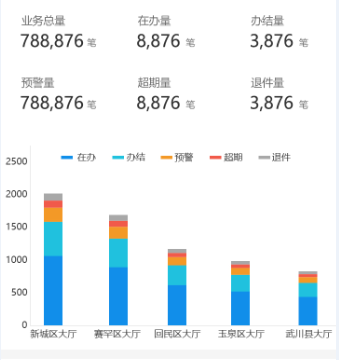 业务总量 在办量 办结量
788,876 笔 8,876 笔 3,876 笔
预警量 超期量 退件量
788,876 笔 8,876 笔 3,876 笔
在办 办结 预警 超期 退件
2500
2000
1500
1000
500
0
新城区大厅 赛罕区大厅 回民区大厅 玉泉区大厅 武川县大厅